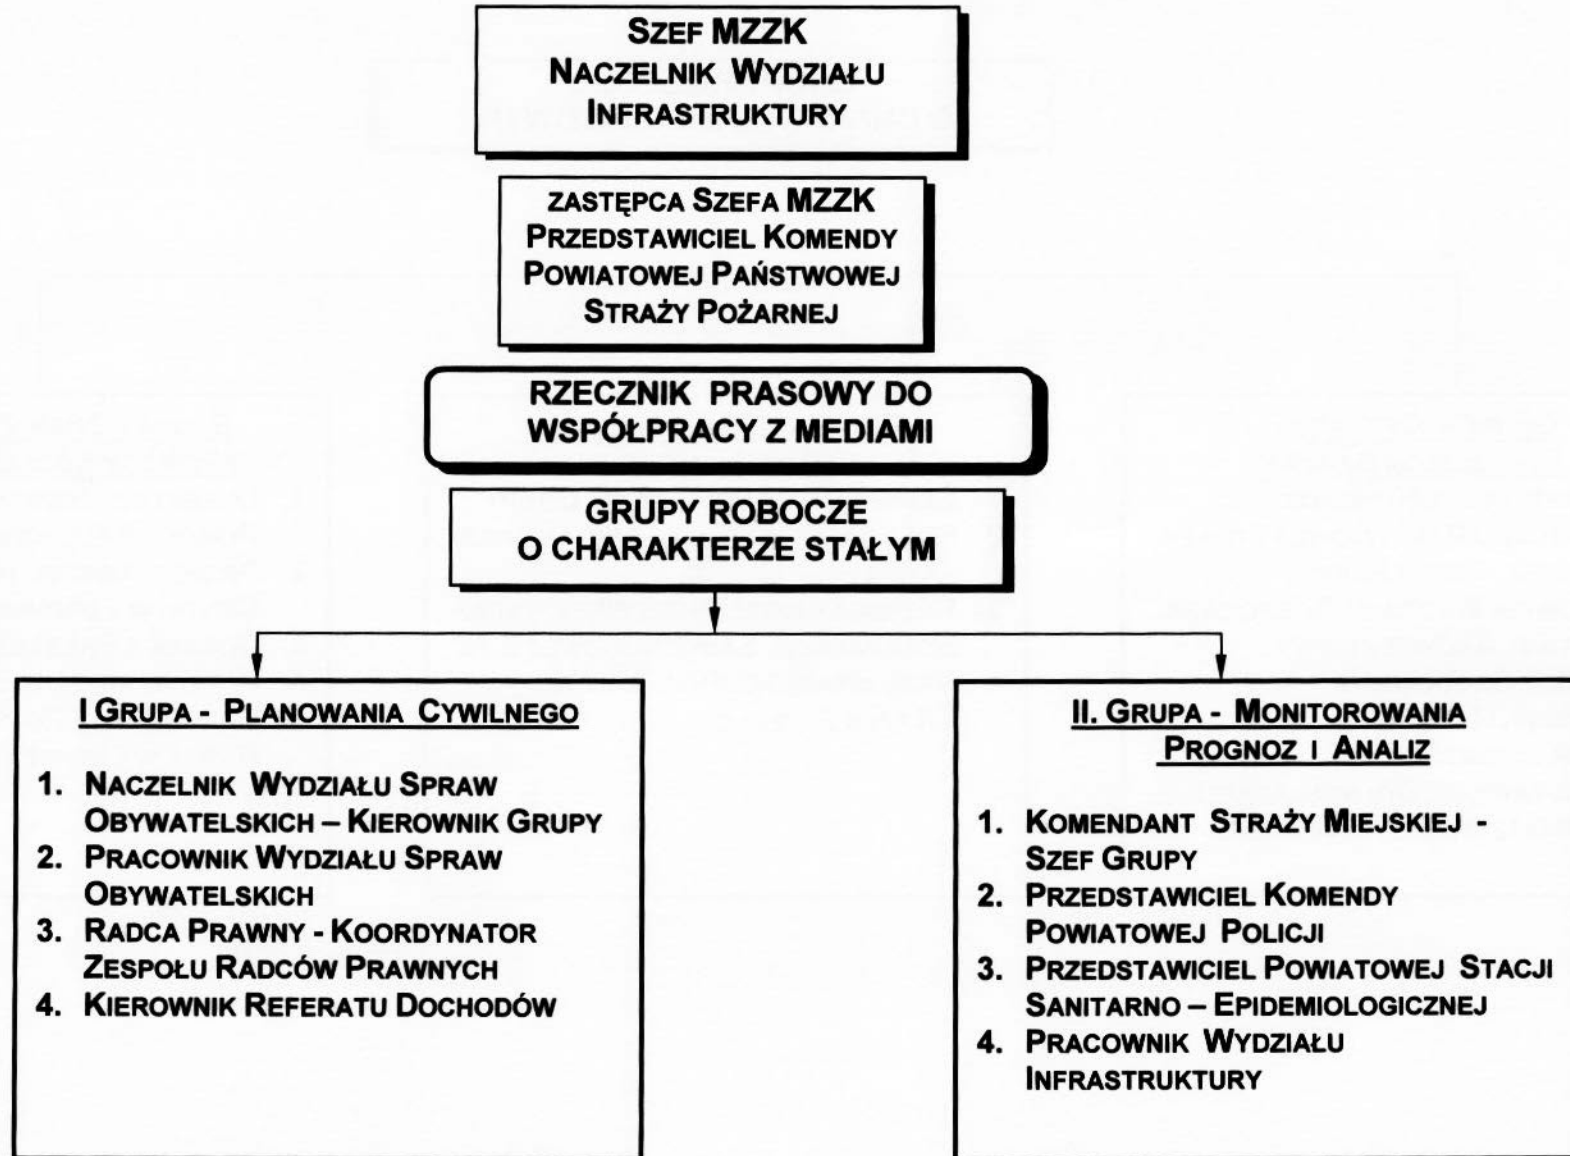 SZEF MZZK
NACZELNIK WYDZIAŁU
INFRASTRUKTURY
ZASTĘPCA SZEFA MZZK
PRZEDSTAWICIEL KOMENDY
POWIATOWEJ PAŃSTWOWEJ
STRAŻY POŻARNEJ
RZECZNIK PRASOWY DO
WSPÓŁPRACY Z MEDIAMI
GRUPY ROBOCZE
O CHARAKTERZE STAŁYM
I GRUPA - PLANOWANIA CYWILNEGO
1. NACZELNIK WYDZIAŁU SPRAW
OBYWATELSKICH – KIEROWNIK GRUPY
2. PRACOWNIK WYDZIAŁU SPRAW
OBYWATELSKICH
3. RADCA PRAWNY - KOORDYNATOR
ZESPOŁU RADCÓW PRAWNYCH
4. KIEROWNIK REFERATU DOCHODÓW
II. GRUPA - MONITOROWANIA
PROGNOZ I ANALIZ
1. KOMENDANT STRAŻY MIEJSKIEJ -
SZEF GRUPY
2. PRZEDSTAWICIEL KOMENDY
POWIATOWEJ POLICJI
3. PRZEDSTAWICIEL POWIATOWEJ STACJI
SANITARNO – EPIDEMIOLOGICZNEJ
4. PRACOWNIK WYDZIAŁU
INFRASTRUKTURY